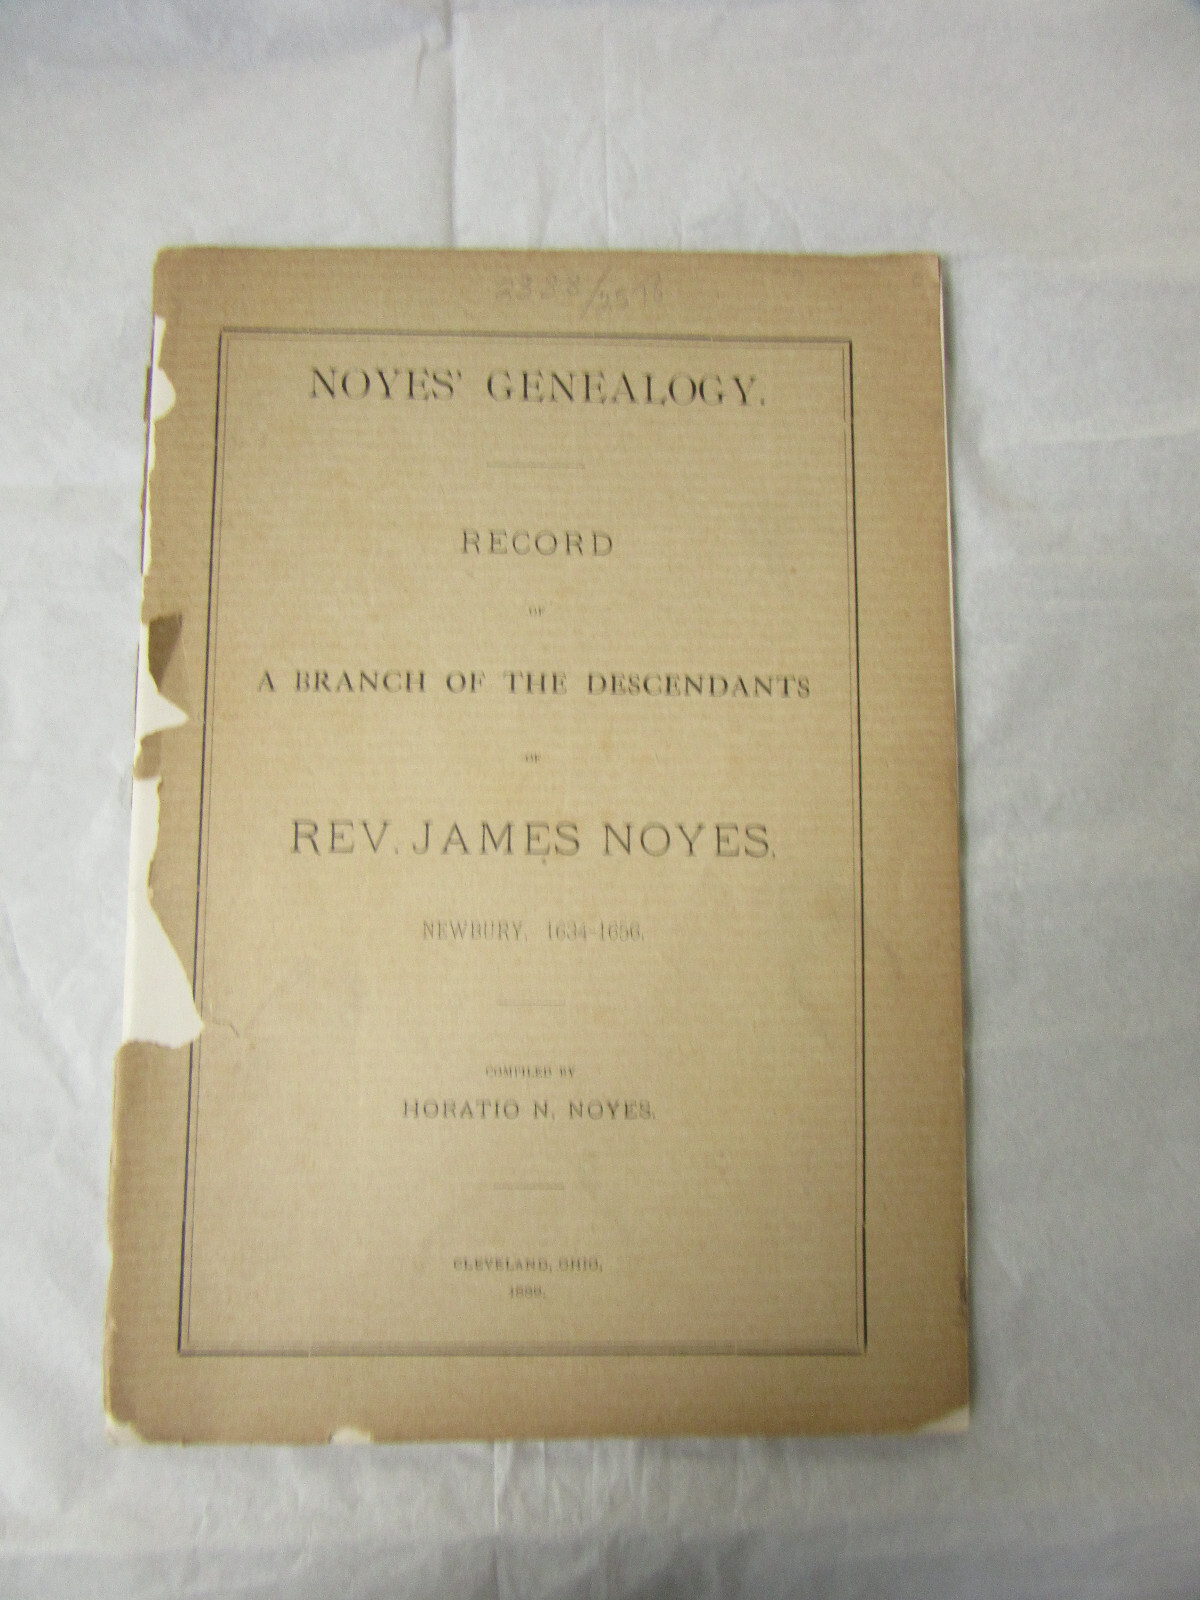 NOYES' GENEALOGY.
RECORD
OF
A BRANCH OF THE DESCENDANTS
OF
REV. JAMES NOYES.
NEWBURY, 1634-1656.
COMPILED BY
HORATIO N. NOYES.
CLEVELAND, OHIO,